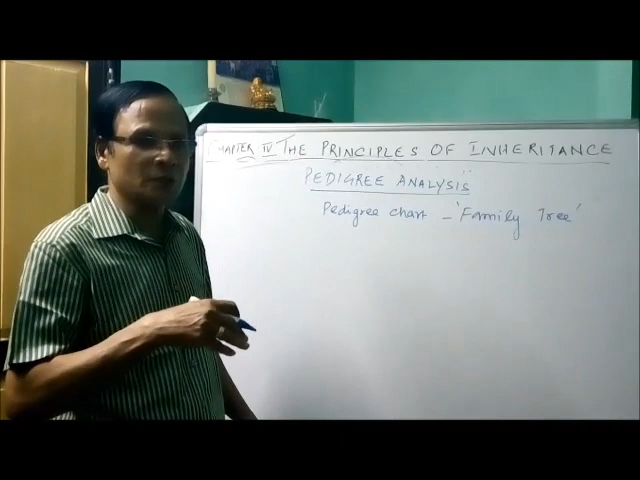 CHAPTER IV THE PRINCIPLES OF INHERITANCE
PEDIGREE ANALYSIS
Pedigree chart - 'Family Tree'